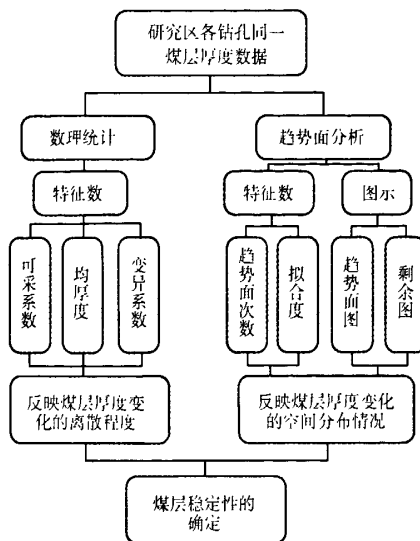 研究区各钻孔同一
煤层厚度数据
数理统计
趋势面分析
特征数
特征数
图示
可采系数
均厚度
变异系数
趋势面次数
拟合度
趋势面图
剩余图
反映煤层厚度变
化的离散程度
反映煤层厚度变化
的空间分布情况
煤层稳定性的
确定